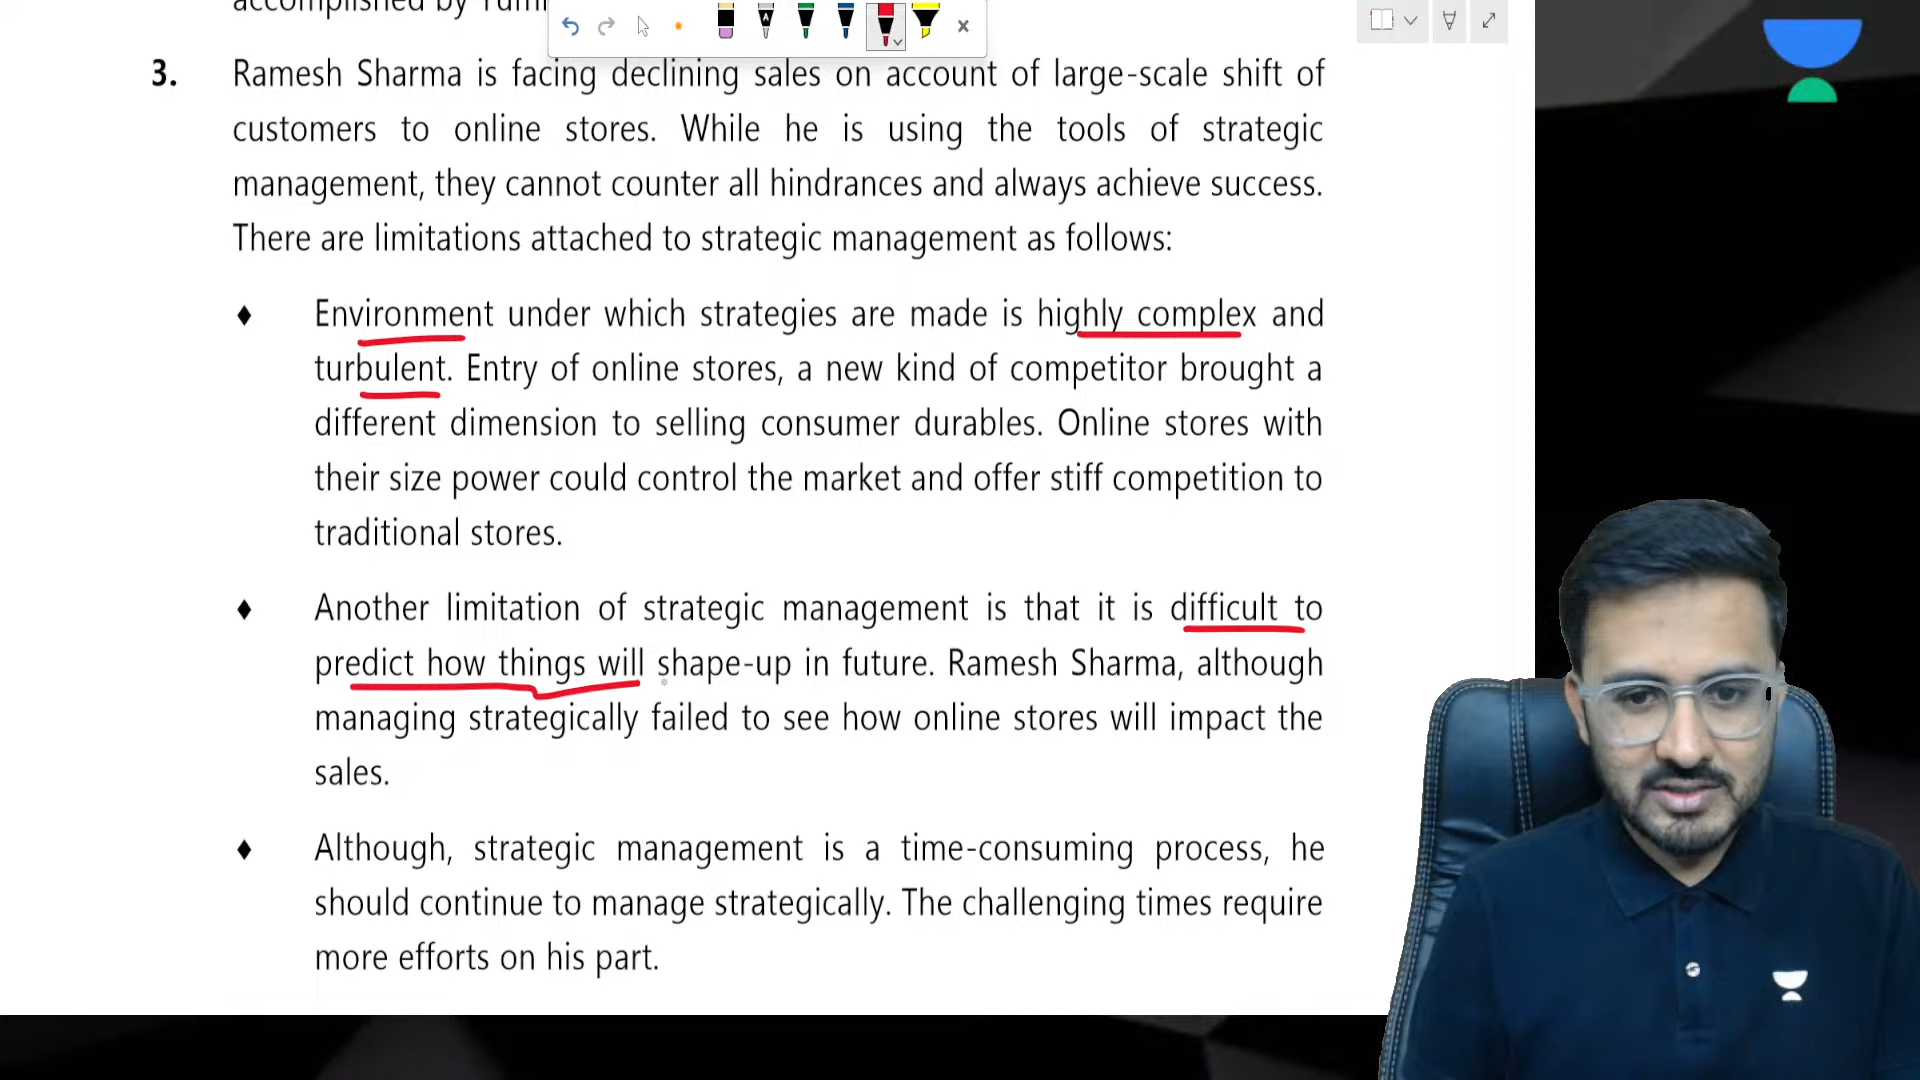 accomplished by
3. Ramesh Sharma is facing declining sales on account of large-scale shift of
customers to online stores. While he is using the tools of strategic
management, they cannot counter all hindrances and always achieve success.
There are limitations attached to strategic management as follows:
♦ Environment under which strategies are made is highly complex and
turbulent. Entry of online stores, a new kind of competitor brought a
different dimension to selling consumer durables. Online stores with
their size power could control the market and offer stiff competition to
traditional stores.
♦ Another limitation of strategic management is that it is difficult to
predict how things will shape-up in future. Ramesh Sharma, although
managing strategically failed to see how online stores will impact the
sales.
♦ Although, strategic management is a time-consuming process, he
should continue to manage strategically. The challenging times require
more efforts on his part.